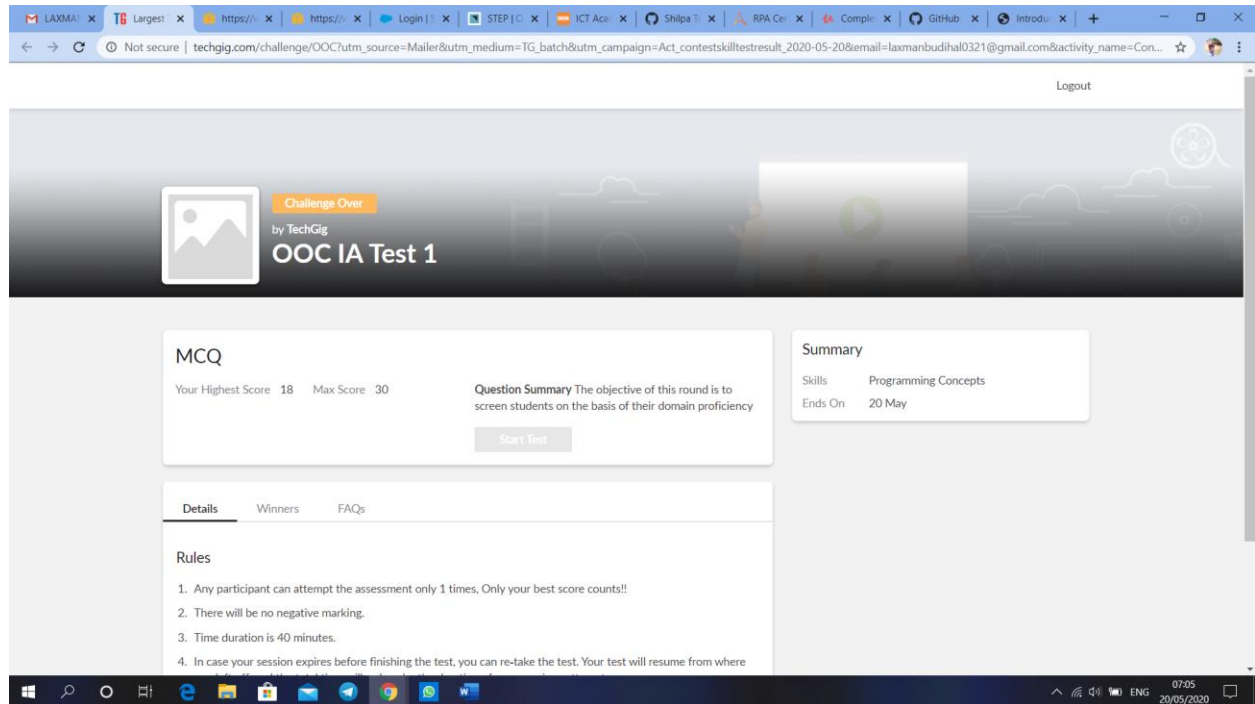 LAXMA
Largest
https://
https://
Login | S
STEP | O
ICT Aca
Shilpa T
RPA Cer
Comple
GitHub
Introdu
Not secure | techgig.com/challenge/OOC?utm_source=Mailer&utm_medium=TG_batch&utm_campaign=Act_contestskilltestresult_2020-05-20&email=laxmanbudihal0321@gmail.com&activity_name=Con...
Logout
Challenge Over
by TechGig
OOC IA Test 1
MCQ
Your Highest Score 18 Max Score 30
Question Summary The objective of this round is to
screen students on the basis of their domain proficiency
Start Test
Summary
Skills Programming Concepts
Ends On 20 May
Details Winners FAQs
Rules
1. Any participant can attempt the assessment only 1 times, Only your best score counts!!
2. There will be no negative marking.
3. Time duration is 40 minutes.
4. In case your session expires before finishing the test, you can re-take the test. Your test will resume from where
ENG
07:05
20/05/2020